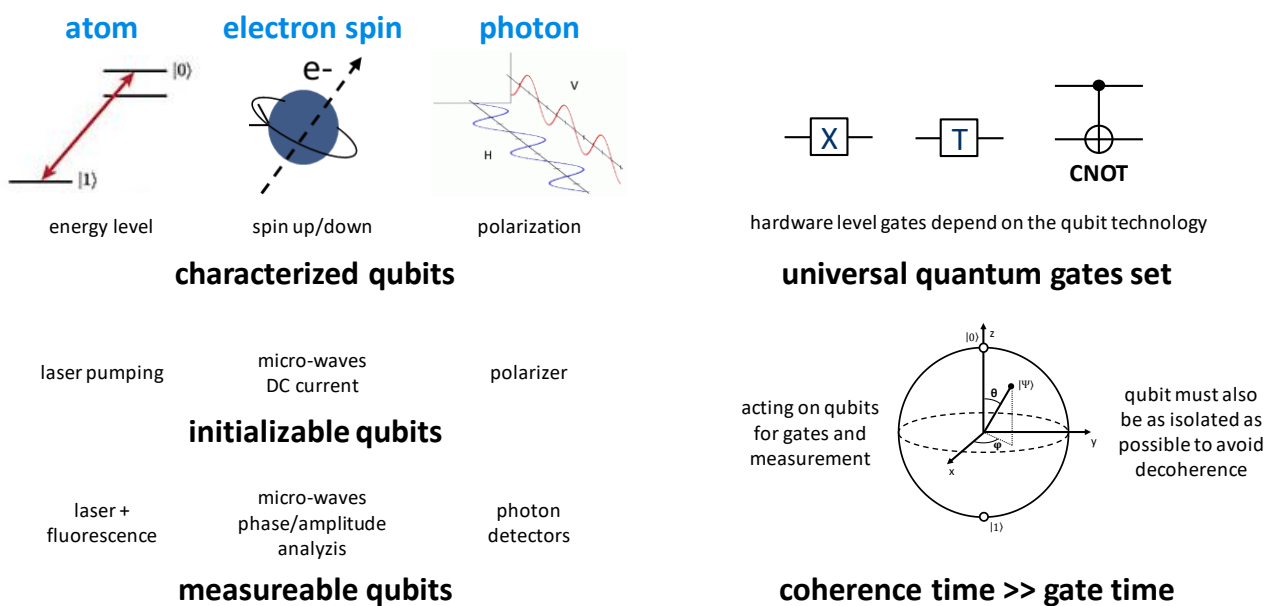 atom
electron spin
photon
|0⟩
|1⟩
e-
V
H
energy level
spin up/down
polarization
characterized qubits
X
T
CNOT
hardware level gates depend on the qubit technology
universal quantum gates set
laser pumping
micro-waves
DC current
polarizer
initializable qubits
laser +
fluorescence
micro-waves
phase/amplitude
analyzis
photon
detectors
measureable qubits
acting on qubits
for gates and
measurement
|0⟩
z
|Ψ⟩
θ
φ
y
x
|1⟩
qubit must also
be as isolated as
possible to avoid
decoherence
coherence time >> gate time